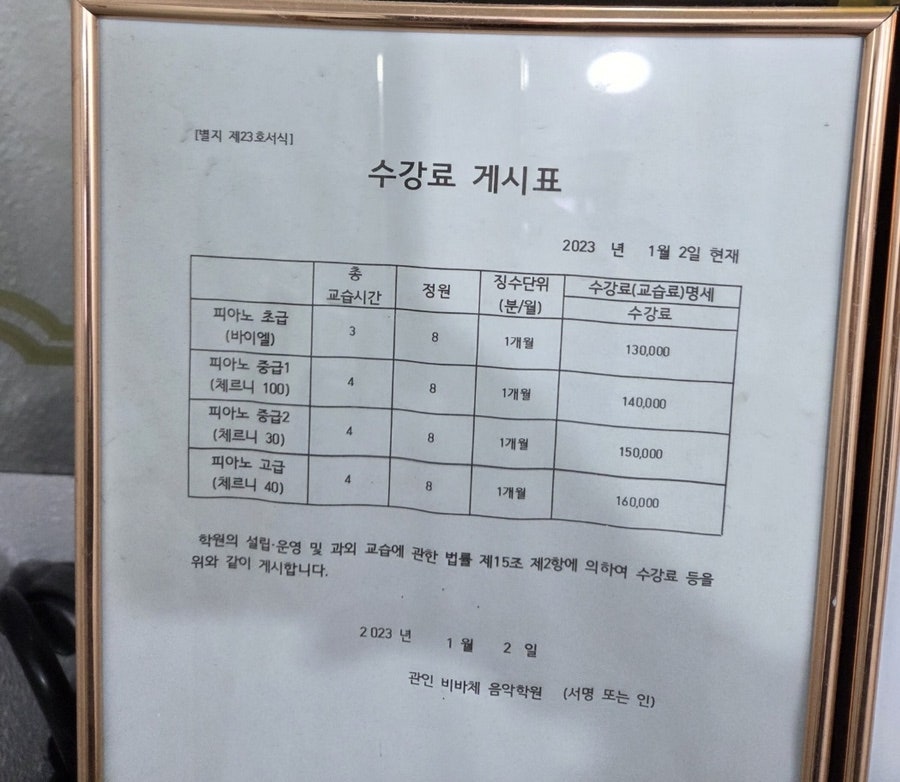 [별지 제23호서식]
수강료 게시표
2023 년 1월 2일 현재
총 교습시간 정원 징수단위 (분/월) 수강료(교습료)명세
수강료
피아노 초급 (바이엘) 3 8 1개월 130,000
피아노 중급1 (체르니 100) 4 8 1개월 140,000
피아노 중급2 (체르니 30) 4 8 1개월 150,000
피아노 고급 (체르니 40) 4 8 1개월 160,000
학원의 설립·운영 및 과외 교습에 관한 법률 제15조 제2항에 의하여 수강료 등을
위와 같이 게시합니다.
2023 년 1 월 2 일
관인 비바체 음악학원 (서명 또는 인)